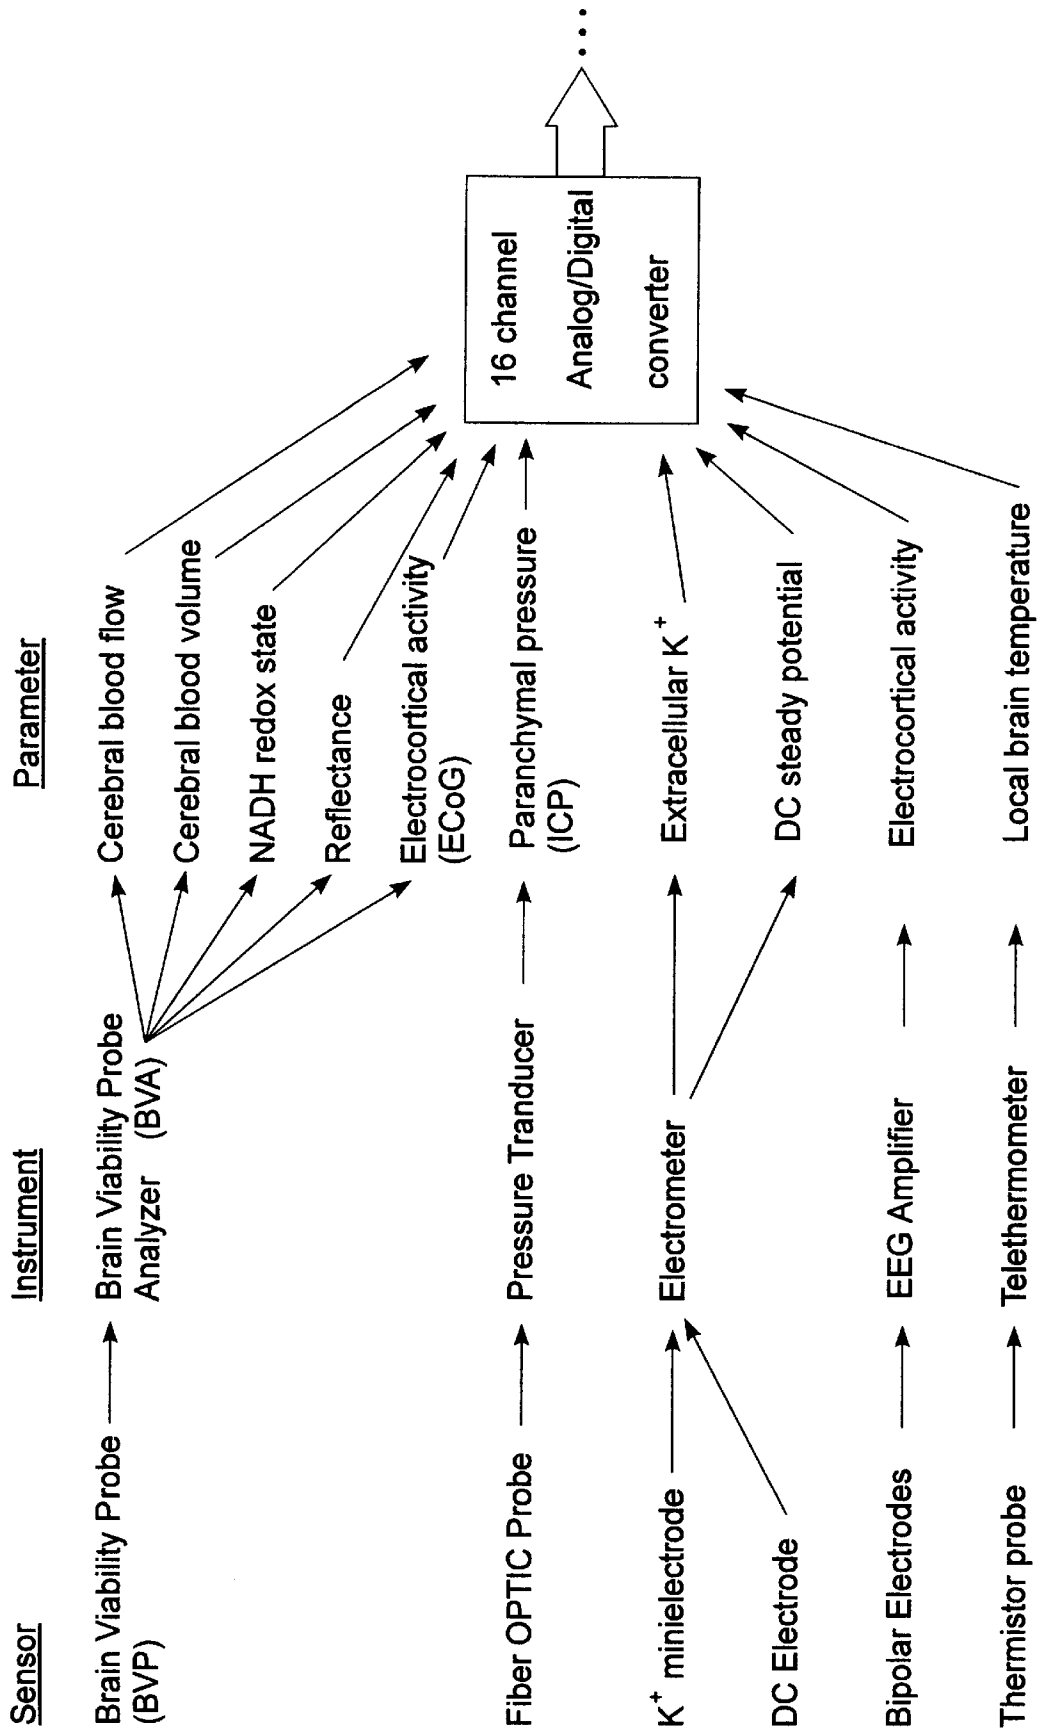 Sensor
Instrument
Parameter
Brain Viability Probe
(BVP)
Brain Viability Probe
Analyzer (BVA)
Cerebral blood flow
Cerebral blood volume
NADH redox state
Reflectance
Electrocortical activity
(ECoG)
Fiber OPTIC Probe
Pressure Tranducer
Paranchymal pressure
(ICP)
K⁺ minielectrode
Electrometer
Extracellular K⁺
DC Electrode
DC steady potential
Bipolar Electrodes
EEG Amplifier
Electrocortical activity
Thermistor probe
Telethermometer
Local brain temperature
16 channel
Analog/Digital
converter